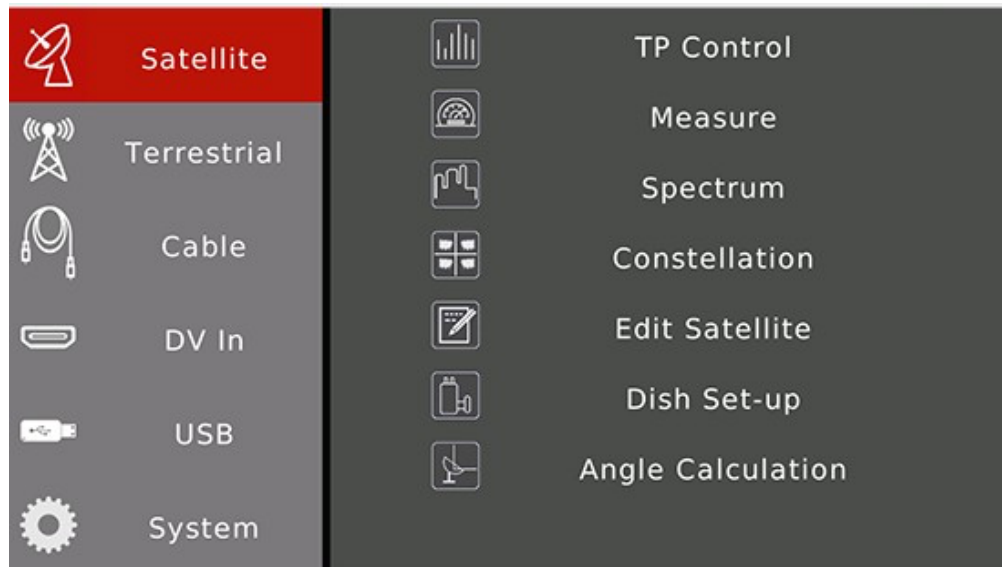 Satellite
Terrestrial
Cable
DV In
USB
System
TP Control
Measure
Spectrum
Constellation
Edit Satellite
Dish Set-up
Angle Calculation